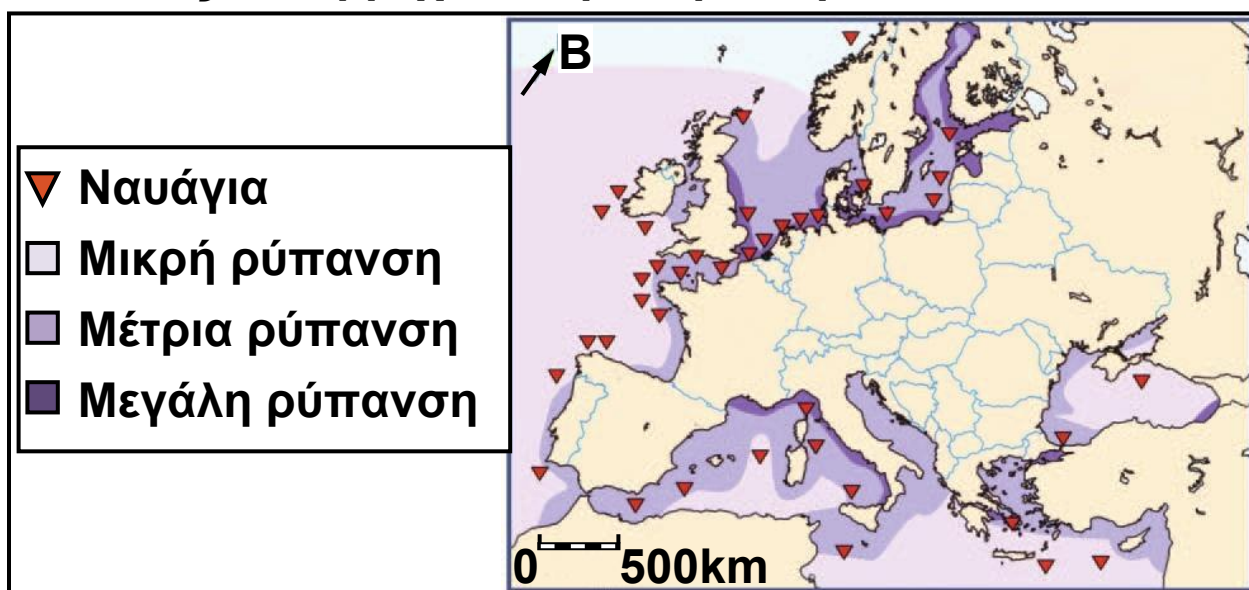 Ναυάγια
Μικρή ρύπανση
Μέτρια ρύπανση
Μεγάλη ρύπανση
Β
0 500km